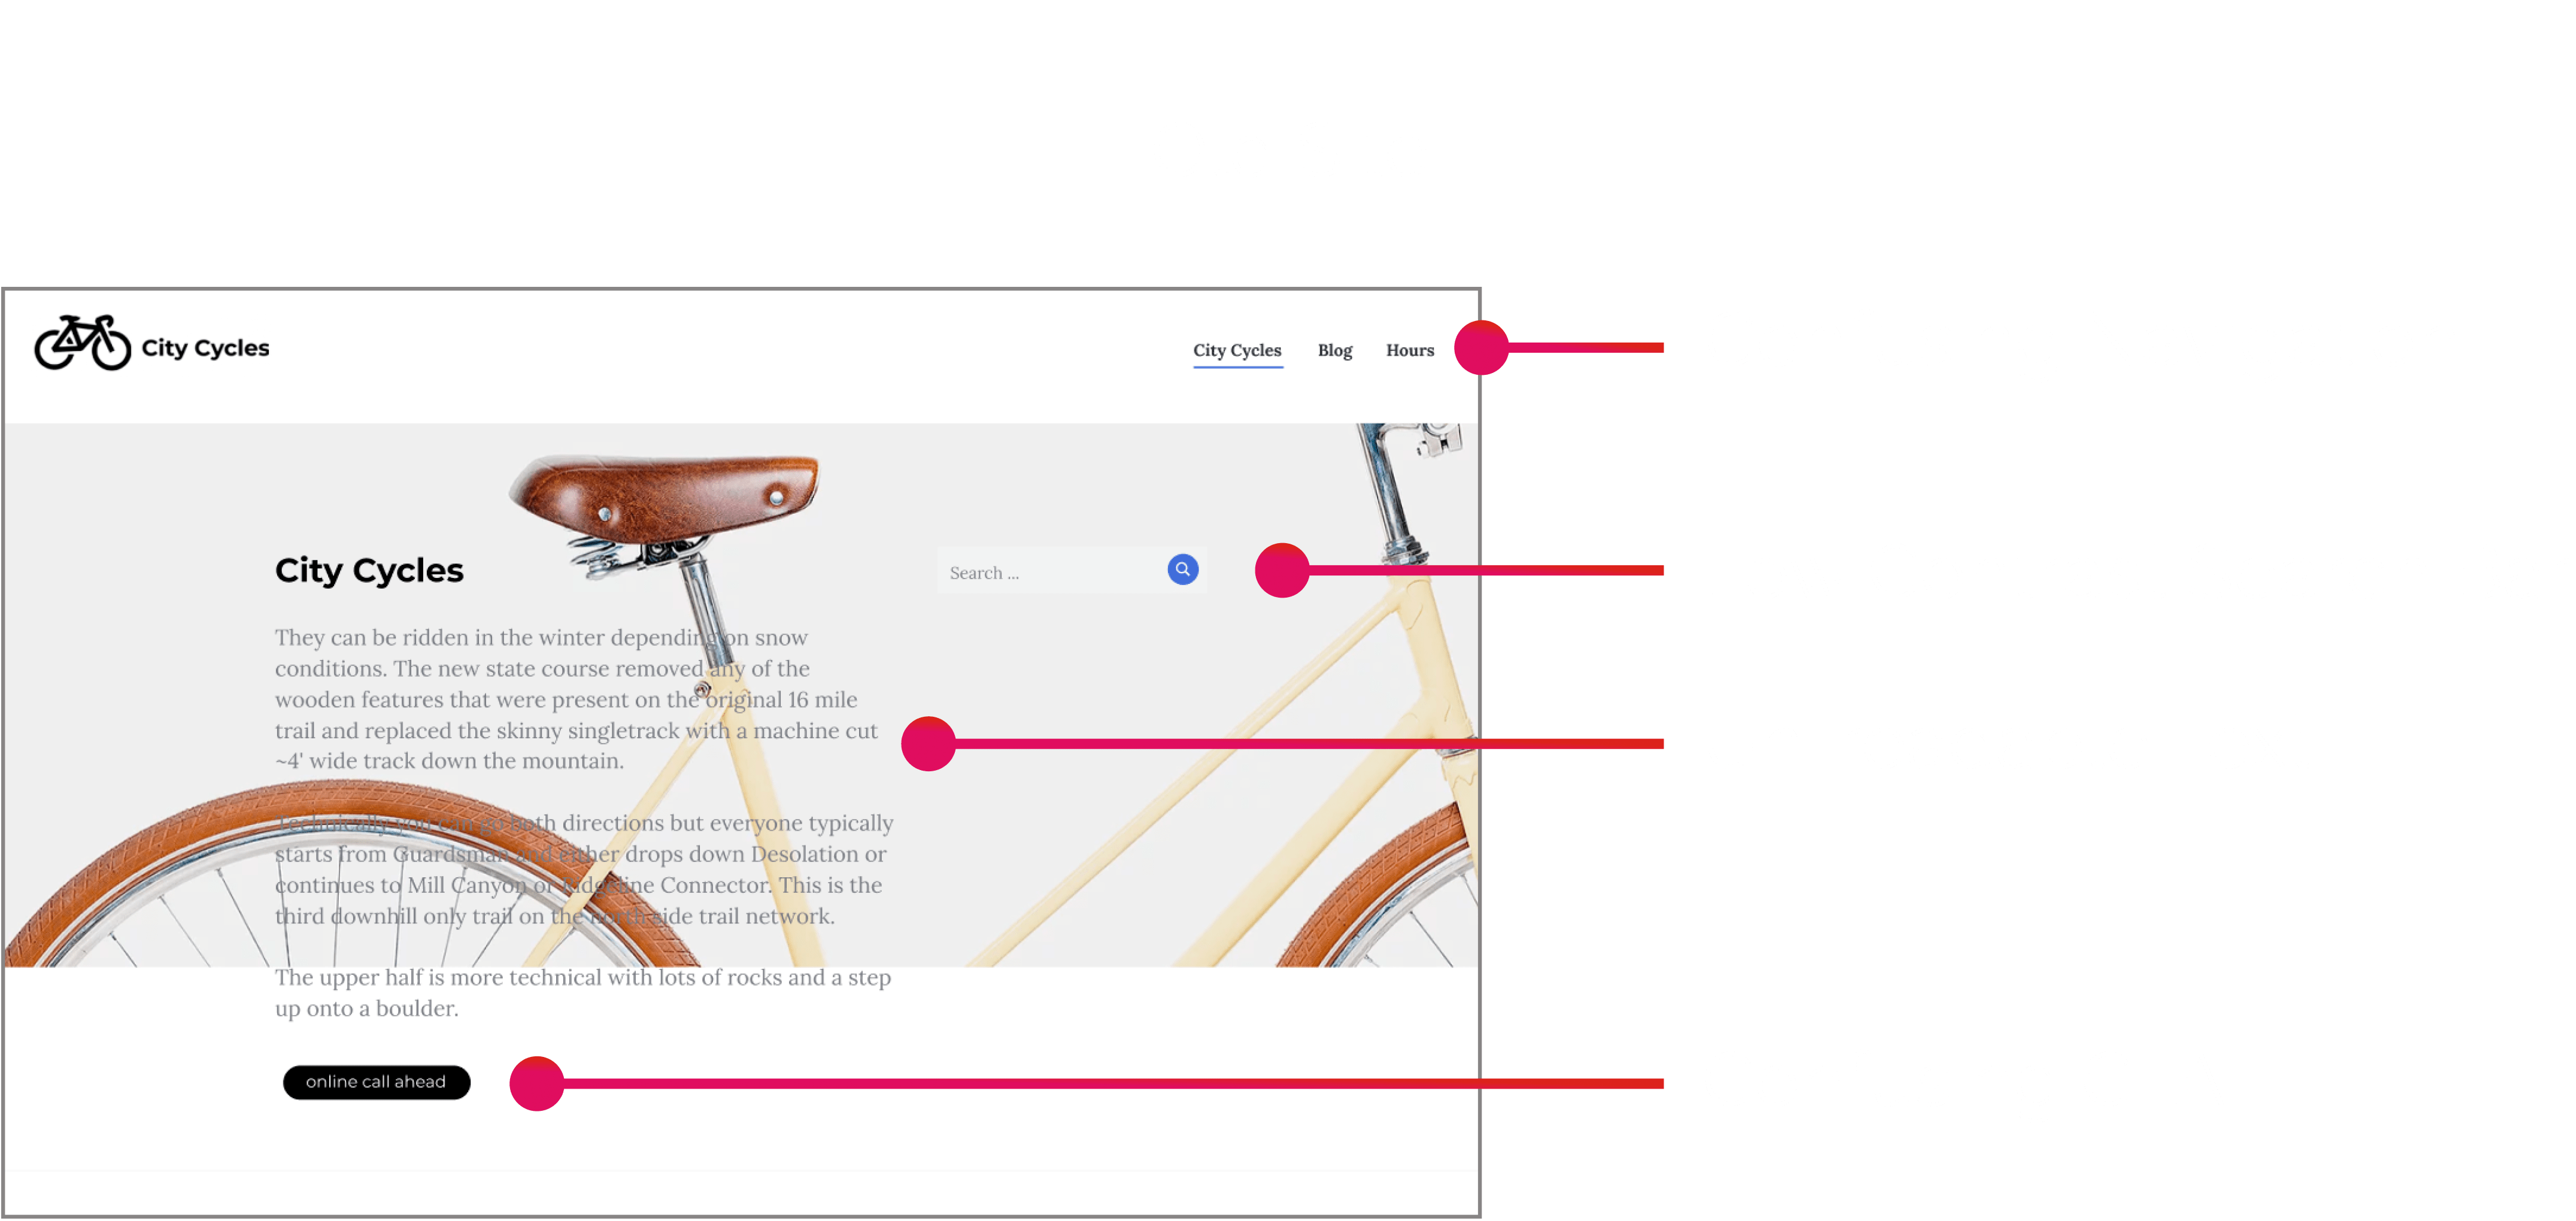 City Cycles
City Cycles Blog Hours
City Cycles
Search ...
They can be ridden in the winter depending on snow
conditions. The new state course removed any of the
wooden features that were present on the original 16 mile
trail and replaced the skinny singletrack with a machine cut
~4' wide track down the mountain.
Technically you can go both directions but everyone typically
starts from Guardsman and either drops down Desolation or
continues to Mill Canyon or Ridgeline Connector. This is the
third downhill only trail on the north side trail network.
The upper half is more technical with lots of rocks and a step
up onto a boulder.
online call ahead